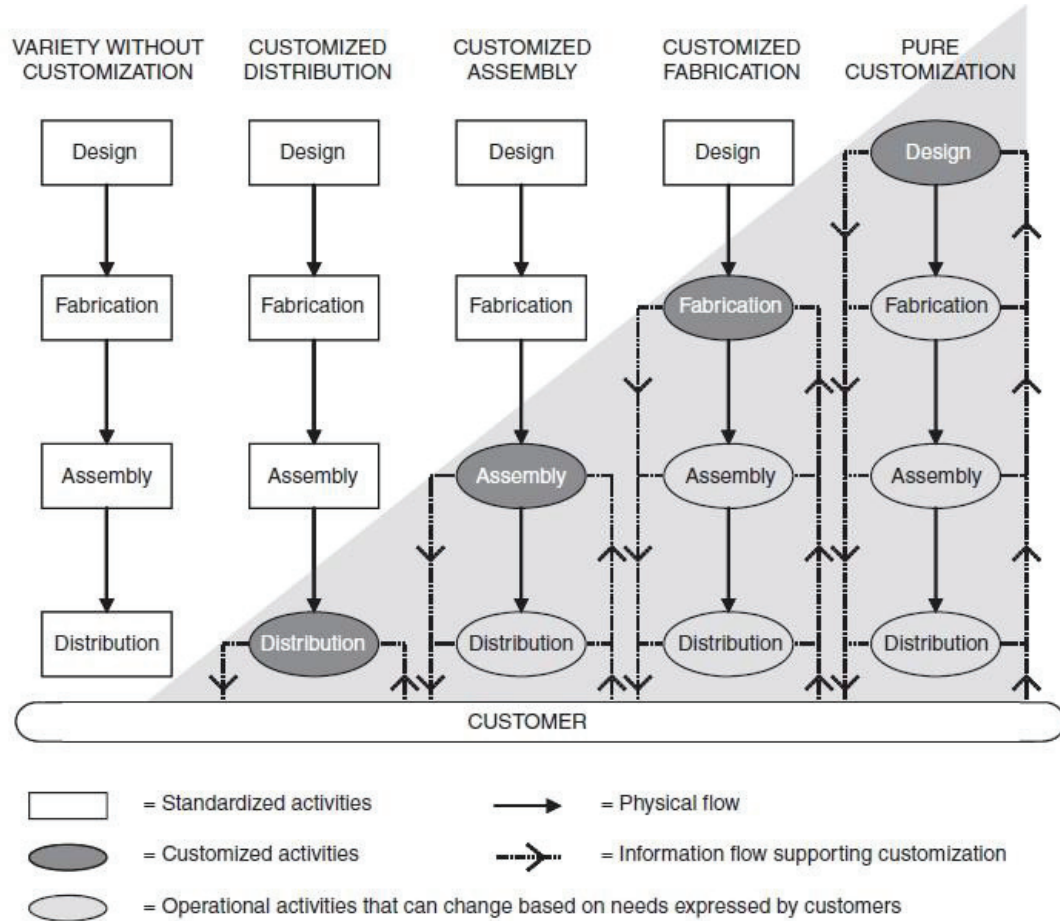 VARIETY WITHOUT CUSTOMIZATION
CUSTOMIZED DISTRIBUTION
CUSTOMIZED ASSEMBLY
CUSTOMIZED FABRICATION
PURE CUSTOMIZATION
Design
Design
Design
Design
Design
Fabrication
Fabrication
Fabrication
Fabrication
Fabrication
Assembly
Assembly
Assembly
Assembly
Assembly
Distribution
Distribution
Distribution
Distribution
Distribution
CUSTOMER
= Standardized activities
= Physical flow
= Customized activities
= Information flow supporting customization
= Operational activities that can change based on needs expressed by customers